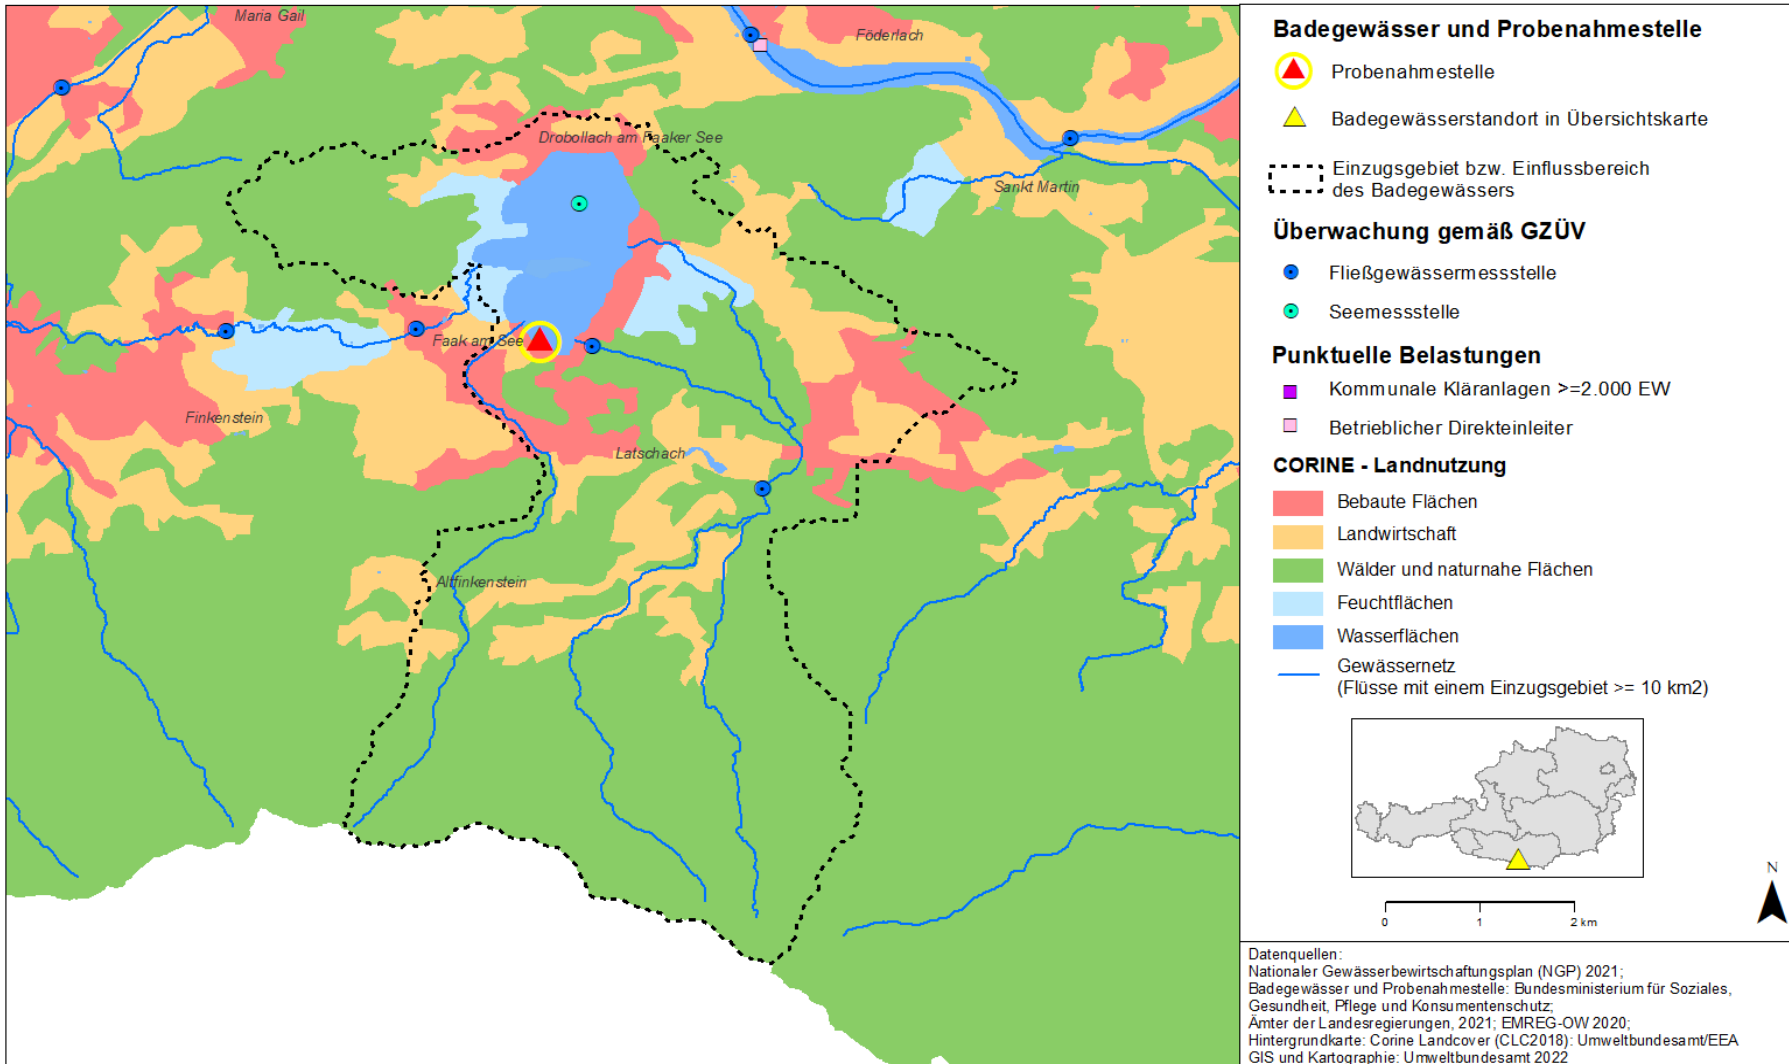 Maria Gail
Föderlach
Drobollach am Faaker See
Sankt Martin
Faak am See
Finkenstein
Latschach
Altfinkenstein
Badegewässer und Probenahmestelle
Probenahmestelle
Badegewässerstandort in Übersichtskarte
Einzugsgebiet bzw. Einflussbereich
des Badegewässers
Überwachung gemäß GZÜV
Fließgewässermessstelle
Seemessstelle
Punktuelle Belastungen
Kommunale Kläranlagen >=2.000 EW
Betrieblicher Direkteinleiter
CORINE - Landnutzung
Bebaute Flächen
Landwirtschaft
Wälder und naturnahe Flächen
Feuchtflächen
Wasserflächen
Gewässernetz
(Flüsse mit einem Einzugsgebiet >= 10 km2)
N
0 1 2 km
Datenquellen:
Nationaler Gewässerbewirtschaftungsplan (NGP) 2021;
Badegewässer und Probenahmestelle: Bundesministerium für Soziales,
Gesundheit, Pflege und Konsumentenschutz;
Ämter der Landesregierungen, 2021; EMREG-OW 2020;
Hintergrundkarte: Corine Landcover (CLC2018): Umweltbundesamt/EEA
GIS und Kartographie: Umweltbundesamt 2022